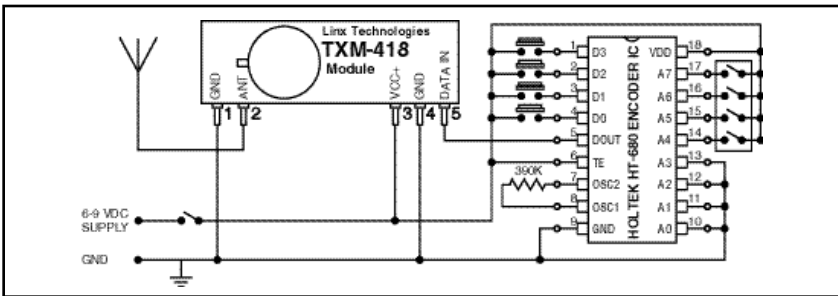 Linx Technologies
TXM-418
Module
GND
ANT
VCC+
GND
DATA IN
1
2
3
4
5
6-9 VDC
SUPPLY
GND
390K
HOLTEK HT-680 ENCODER IC
1 D3
2 D2
3 D1
4 D0
5 DOUT
6 TE
7 OSC2
8 OSC1
9 GND
VDD 18
A7 17
A6 16
A5 15
A4 14
A3 13
A2 12
A1 11
A0 10